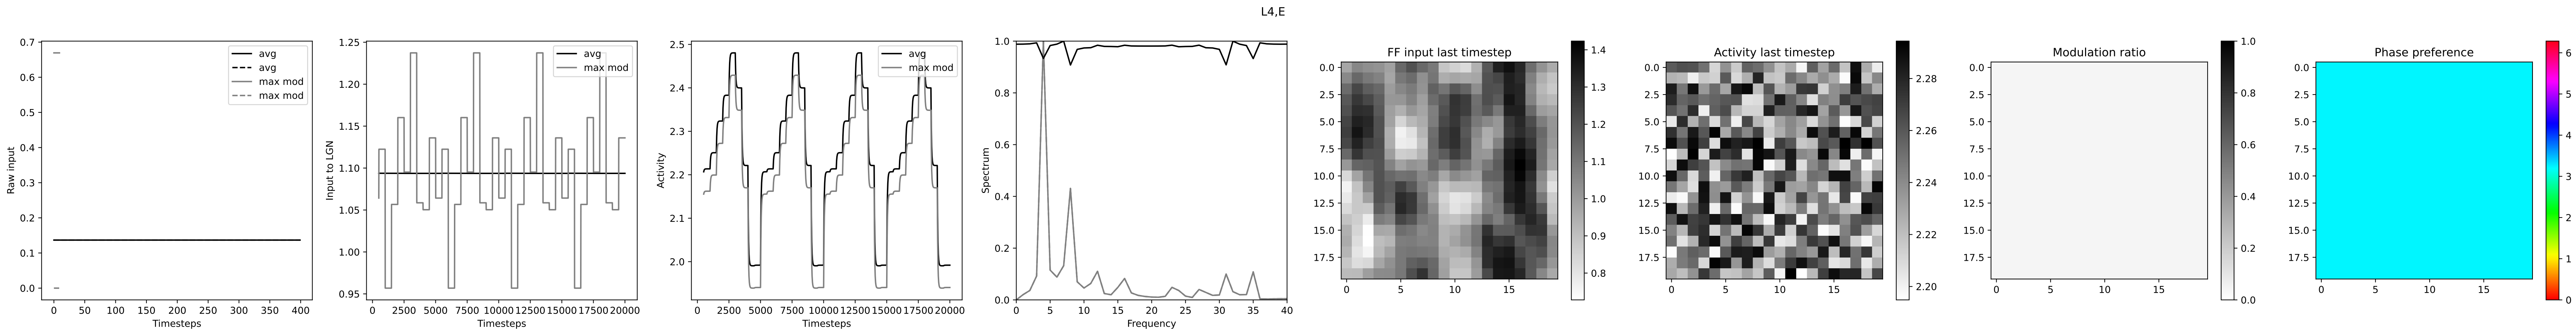 L4,E
Raw input
0.7
0.6
0.5
0.4
0.3
0.2
0.1
0.0
avg
avg
max mod
max mod
0 50 100 150 200 250 300 350 400
Timesteps
Input to LGN
1.25
1.20
1.15
1.10
1.05
1.00
0.95
avg
max mod
0 2500 5000 7500 10000 12500 15000 17500 20000
Timesteps
Activity
2.5
2.4
2.3
2.2
2.1
2.0
avg
max mod
0 2500 5000 7500 10000 12500 15000 17500 20000
Timesteps
Spectrum
1.0
0.8
0.6
0.4
0.2
0.0
0 5 10 15 20 25 30 35 40
Frequency
FF input last timestep
0.0
2.5
5.0
7.5
10.0
12.5
15.0
17.5
0 5 10 15
1.4
1.3
1.2
1.1
1.0
0.9
0.8
Activity last timestep
0.0
2.5
5.0
7.5
10.0
12.5
15.0
17.5
0 5 10 15
2.28
2.26
2.24
2.22
2.20
Modulation ratio
0.0
2.5
5.0
7.5
10.0
12.5
15.0
17.5
0 5 10 15
1.0
0.8
0.6
0.4
0.2
0.0
Phase preference
0.0
2.5
5.0
7.5
10.0
12.5
15.0
17.5
0 5 10 15
6
5
4
3
2
1
0